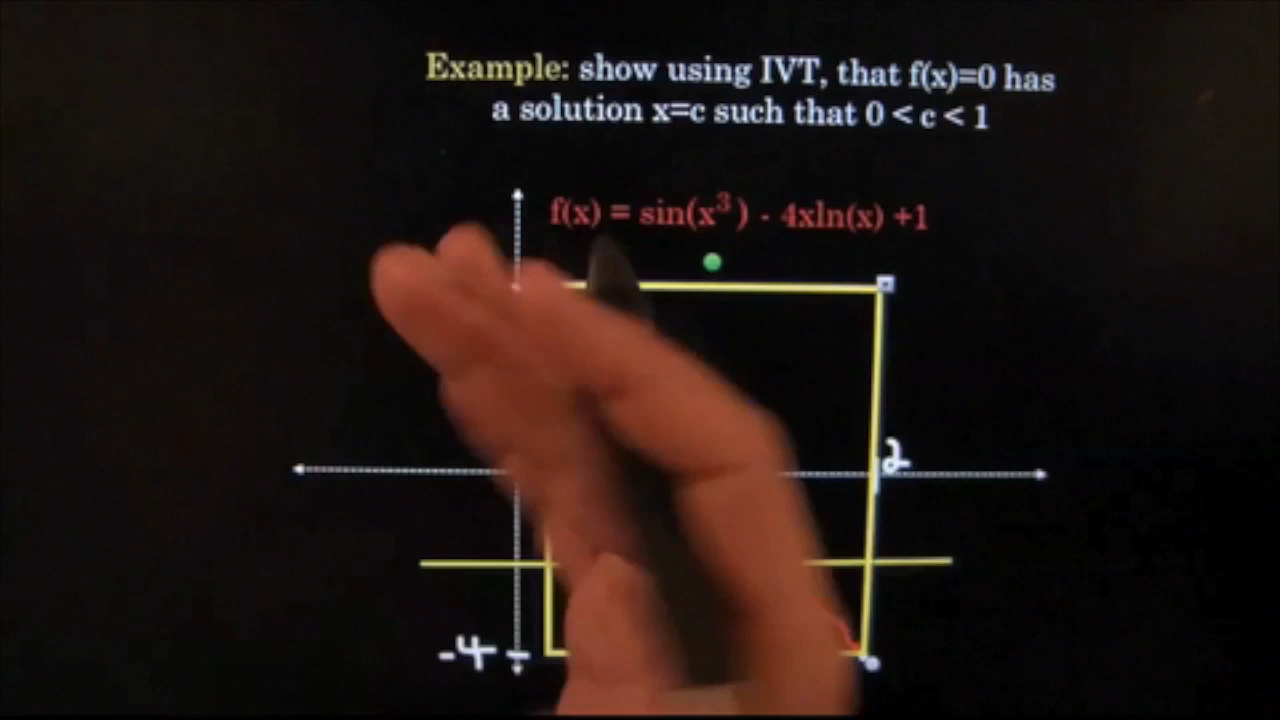 Example: show using IVT, that f(x)=0 has
a solution x=c such that 0 < c < 1
f(x) = sin(x³) - 4xln(x) +1
2
-4